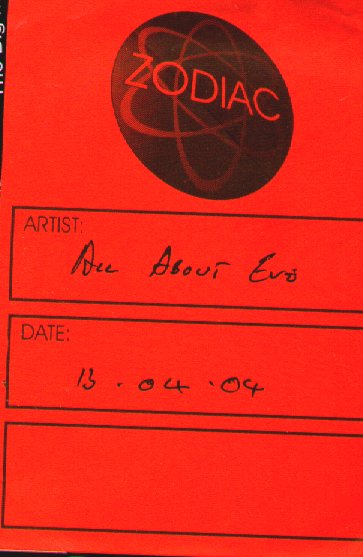 ZODIAC
ARTIST:
All About Eve
DATE:
13.04.04